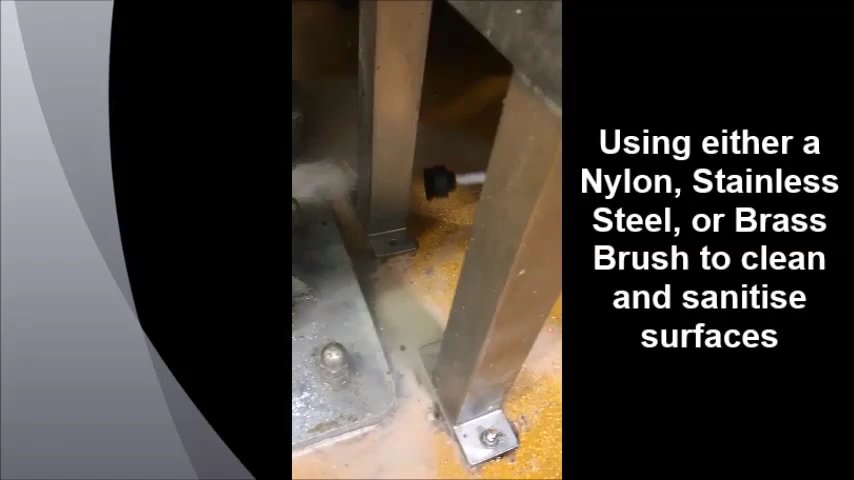 Using either a
Nylon, Stainless
Steel, or Brass
Brush to clean
and sanitise
surfaces